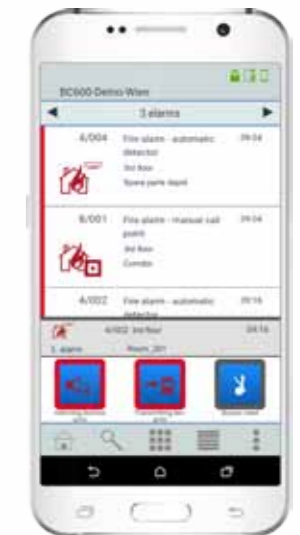 BC600-Demo-Wien
3 alarms
4/004 Fire alarm - automatic 09:04
detector
3rd floor
Spare parts depot
6/001 Fire alarm - manual call 09:04
point
3rd floor
Corridor
4/002 Fire alarm - automatic 09:16
detector
4/002 3rd floor 09:16
3. alarm Room_201